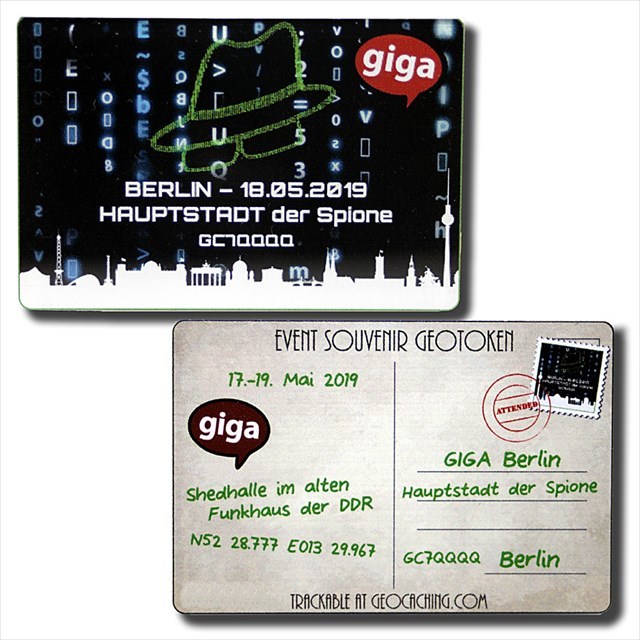 giga
BERLIN – 18.05.2019
HAUPTSTADT der Spione
GC7QQQQ
EVENT SOUVENIR GEOTOKEN
17.-19. Mai 2019
ATTENDED
giga
GIGA Berlin
Shedhalle im alten
Funkhaus der DDR
Hauptstadt der Spione
N52 28.777 E013 29.967
GC7QQQQ Berlin
TRACKABLE AT GEOCACHING.COM